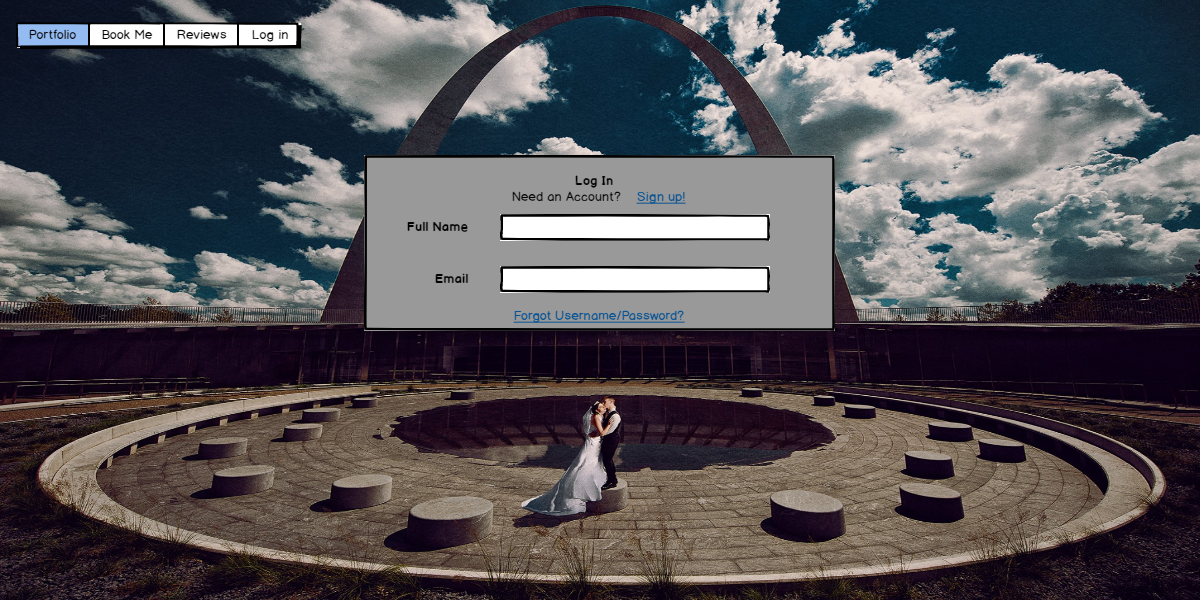 Portfolio Book Me Reviews Log in
Log In
Need an Account? Sign up!
Full Name
Email
Forgot Username/Password?